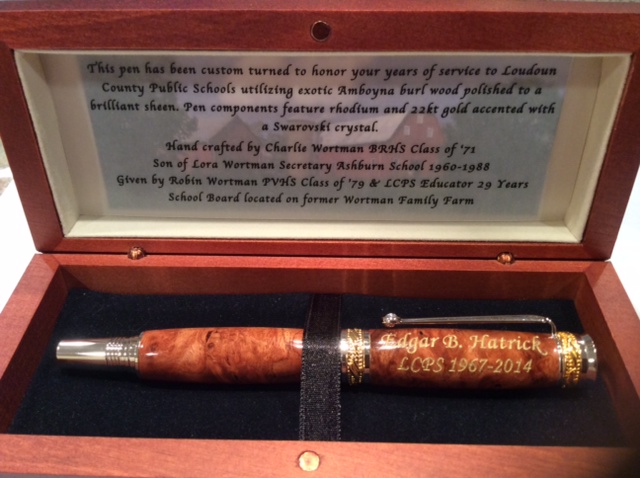 This pen has been custom turned to honor your years of service to Loudoun
County Public Schools utilizing exotic Amboyna burl wood polished to a
brilliant sheen. Pen components feature rhodium and 22kt gold accented with
a Swarovski crystal.
Hand crafted by Charlie Wortman BRHS Class of '71
Son of Lora Wortman Secretary Ashburn School 1960-1988
Given by Robin Wortman PVHS Class of '79 & LCPS Educator 29 Years
School Board located on former Wortman Family Farm
Edgar B. Hatrick
LCPS 1967-2014